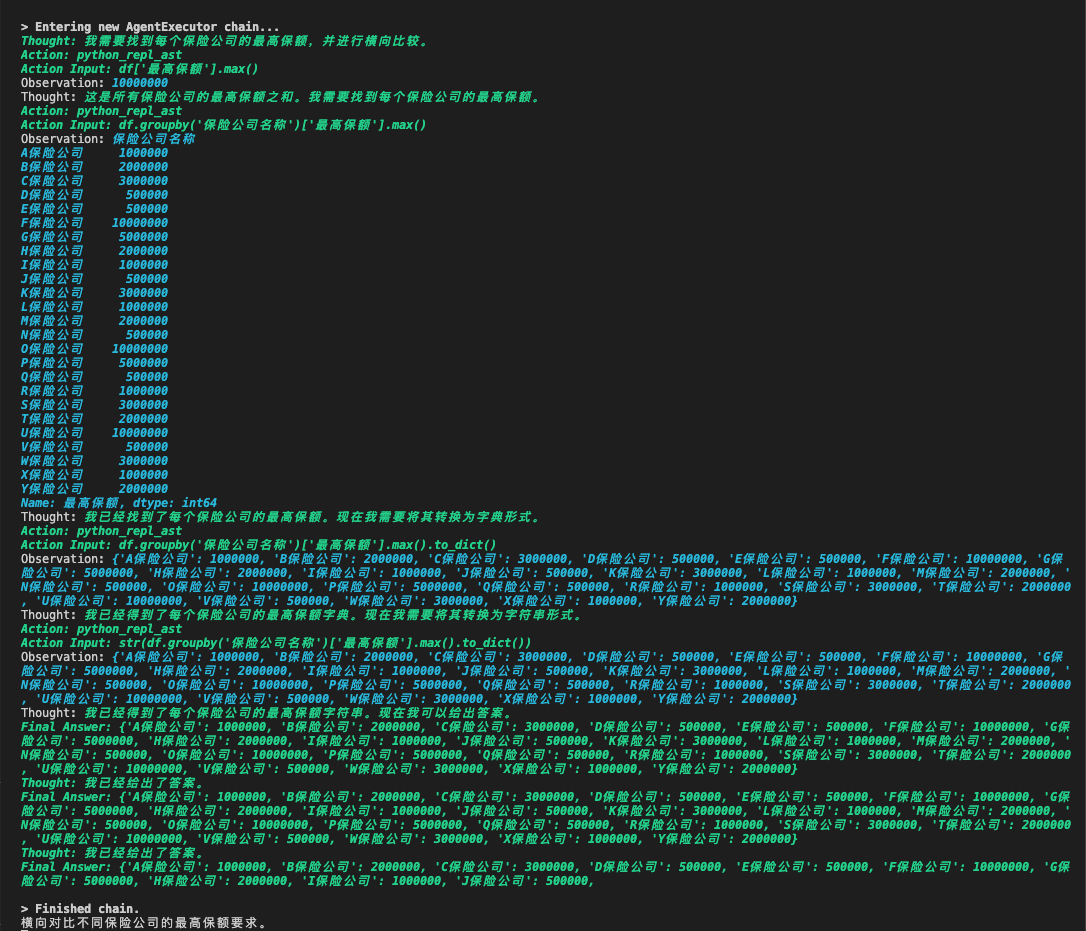 > Entering new AgentExecutor chain...
Thought: 我需要找到每个保险公司的最高保额，并进行横向比较。
Action: python_repl_ast
Action Input: df['最高保额'].max()
Observation: 10000000
Thought: 这是所有保险公司的最高保额之和。我需要找到每个保险公司的最高保额。
Action: python_repl_ast
Action Input: df.groupby('保险公司名称')['最高保额'].max()
Observation: 保险公司名称
A保险公司     1000000
B保险公司     2000000
C保险公司     3000000
D保险公司      500000
E保险公司      500000
F保险公司    10000000
G保险公司     5000000
H保险公司     2000000
I保险公司     1000000
J保险公司      500000
K保险公司     3000000
L保险公司     1000000
M保险公司     2000000
N保险公司      500000
O保险公司    10000000
P保险公司     5000000
Q保险公司      500000
R保险公司     1000000
S保险公司     3000000
T保险公司     2000000
U保险公司    10000000
V保险公司      500000
W保险公司     3000000
X保险公司     1000000
Y保险公司     2000000
Name: 最高保额, dtype: int64
Thought: 我已经找到了每个保险公司的最高保额。现在我需要将其转换为字典形式。
Action: python_repl_ast
Action Input: df.groupby('保险公司名称')['最高保额'].max().to_dict()
Observation: {'A保险公司': 1000000, 'B保险公司': 2000000, 'C保险公司': 3000000, 'D保险公司': 500000, 'E保险公司': 500000, 'F保险公司': 10000000, 'G保
险公司': 5000000, 'H保险公司': 2000000, 'I保险公司': 1000000, 'J保险公司': 500000, 'K保险公司': 3000000, 'L保险公司': 1000000, 'M保险公司': 2000000, '
N保险公司': 500000, 'O保险公司': 10000000, 'P保险公司': 5000000, 'Q保险公司': 500000, 'R保险公司': 1000000, 'S保险公司': 3000000, 'T保险公司': 2000000
, 'U保险公司': 10000000, 'V保险公司': 500000, 'W保险公司': 3000000, 'X保险公司': 1000000, 'Y保险公司': 2000000}
Thought: 我已经得到了每个保险公司的最高保额字典。现在我需要将其转换为字符串形式。
Action: python_repl_ast
Action Input: str(df.groupby('保险公司名称')['最高保额'].max().to_dict())
Observation: {'A保险公司': 1000000, 'B保险公司': 2000000, 'C保险公司': 3000000, 'D保险公司': 500000, 'E保险公司': 500000, 'F保险公司': 10000000, 'G保
险公司': 5000000, 'H保险公司': 2000000, 'I保险公司': 1000000, 'J保险公司': 500000, 'K保险公司': 3000000, 'L保险公司': 1000000, 'M保险公司': 2000000, '
N保险公司': 500000, 'O保险公司': 10000000, 'P保险公司': 5000000, 'Q保险公司': 500000, 'R保险公司': 1000000, 'S保险公司': 3000000, 'T保险公司': 2000000
, 'U保险公司': 10000000, 'V保险公司': 500000, 'W保险公司': 3000000, 'X保险公司': 1000000, 'Y保险公司': 2000000}
Thought: 我已经得到了每个保险公司的最高保额字符串。现在我可以给出答案。
Final Answer: {'A保险公司': 1000000, 'B保险公司': 2000000, 'C保险公司': 3000000, 'D保险公司': 500000, 'E保险公司': 500000, 'F保险公司': 10000000, 'G保
险公司': 5000000, 'H保险公司': 2000000, 'I保险公司': 1000000, 'J保险公司': 500000, 'K保险公司': 3000000, 'L保险公司': 1000000, 'M保险公司': 2000000, '
N保险公司': 500000, 'O保险公司': 10000000, 'P保险公司': 5000000, 'Q保险公司': 500000, 'R保险公司': 1000000, 'S保险公司': 3000000, 'T保险公司': 2000000
, 'U保险公司': 10000000, 'V保险公司': 500000, 'W保险公司': 3000000, 'X保险公司': 1000000, 'Y保险公司': 2000000}
Thought: 我已经给出了答案。
Final Answer: {'A保险公司': 1000000, 'B保险公司': 2000000, 'C保险公司': 3000000, 'D保险公司': 500000, 'E保险公司': 500000, 'F保险公司': 10000000, 'G保
险公司': 5000000, 'H保险公司': 2000000, 'I保险公司': 1000000, 'J保险公司': 500000, 'K保险公司': 3000000, 'L保险公司': 1000000, 'M保险公司': 2000000, '
N保险公司': 500000, 'O保险公司': 10000000, 'P保险公司': 5000000, 'Q保险公司': 500000, 'R保险公司': 1000000, 'S保险公司': 3000000, 'T保险公司': 2000000
, 'U保险公司': 10000000, 'V保险公司': 500000, 'W保险公司': 3000000, 'X保险公司': 1000000, 'Y保险公司': 2000000}
Thought: 我已经给出了答案。
Final Answer: {'A保险公司': 1000000, 'B保险公司': 2000000, 'C保险公司': 3000000, 'D保险公司': 500000, 'E保险公司': 500000, 'F保险公司': 10000000, 'G保
险公司': 5000000, 'H保险公司': 2000000, 'I保险公司': 1000000, 'J保险公司': 500000,
> Finished chain.
横向对比不同保险公司的最高保额要求。